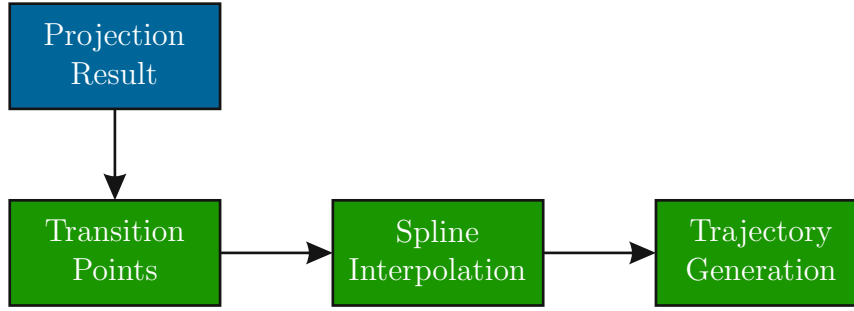 Projection
Result
Transition
Points
Spline
Interpolation
Trajectory
Generation